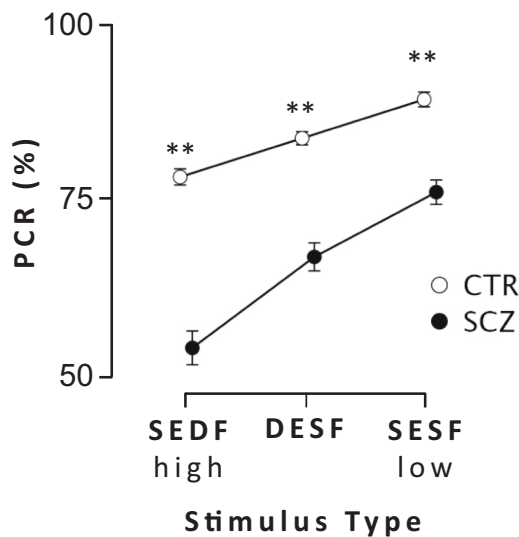 100
75
50
PCR (%)
**
**
**
CTR
SCZ
SEDF DESF SESF
high low
Stimulus Type